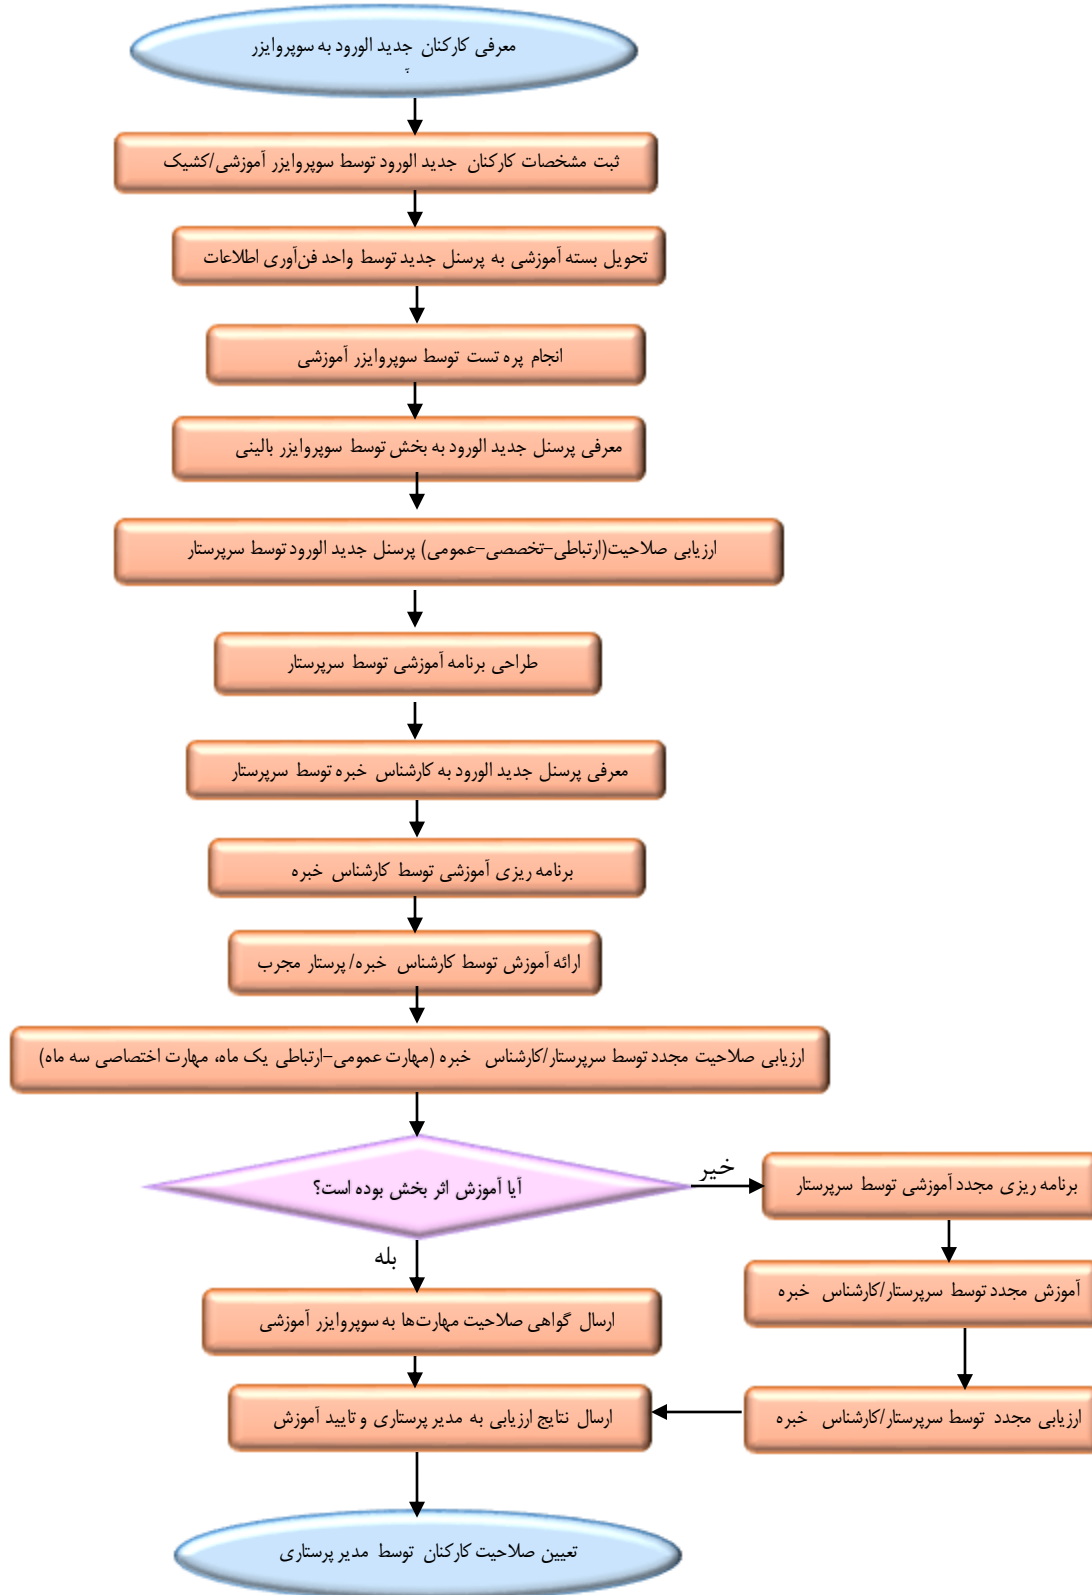 معرفی کارکنان جدید الورود به سوپروایزر
ثبت مشخصات کارکنان جدید الورود توسط سوپروایزر آموزشی/کشیک
تحویل بسته آموزشی به پرسنل جدید توسط واحد فن‌آوری اطلاعات
انجام پره تست توسط سوپروایزر آموزشی
معرفی پرسنل جدید الورود به بخش توسط سوپروایزر بالینی
ارزیابی صلاحیت(ارتباطی-تخصصی-عمومی) پرسنل جدید الورود توسط سرپرستار
طراحی برنامه آموزشی توسط سرپرستار
معرفی پرسنل جدید الورود به کارشناس خبره توسط سرپرستار
برنامه ریزی آموزشی توسط کارشناس خبره
ارائه آموزش توسط کارشناس خبره/ پرستار مجرب
ارزیابی صلاحیت مجدد توسط سرپرستار/کارشناس خبره (مهارت عمومی-ارتباطی یک ماه، مهارت اختصاصی سه ماه)
آیا آموزش اثر بخش بوده است؟
خیر
برنامه ریزی مجدد آموزشی توسط سرپرستار
آموزش مجدد توسط سرپرستار/کارشناس خبره
ارزیابی مجدد توسط سرپرستار/کارشناس خبره
بله
ارسال گواهی صلاحیت مهارت‌ها به سوپروایزر آموزشی
ارسال نتایج ارزیابی به مدیر پرستاری و تایید آموزش
تعیین صلاحیت کارکنان توسط مدیر پرستاری